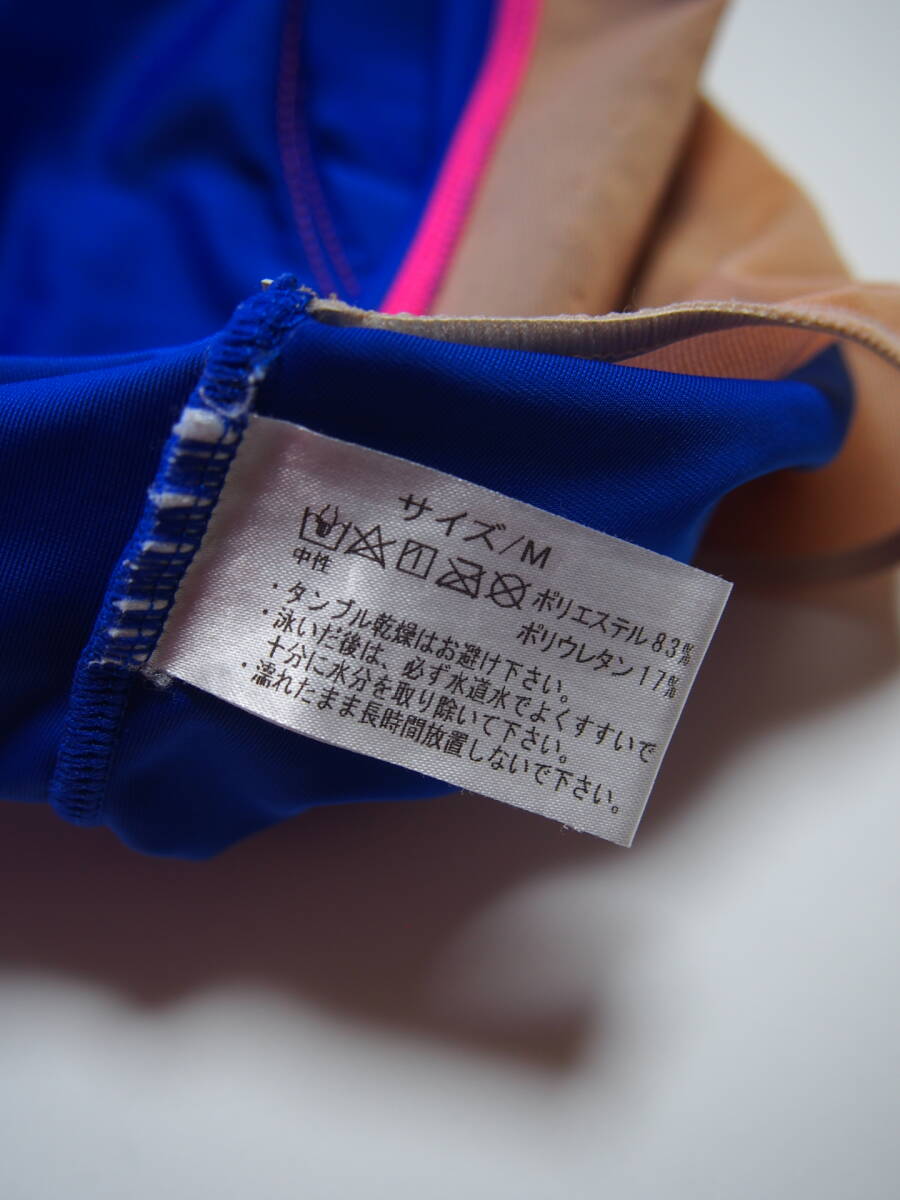 サイズ/M
中性
ポリエステル83%
ポリウレタン17%
・タンブル乾燥はお避け下さい。
・泳いだ後は、必ず水道水でよくすすいで
十分に水分を取り除いて下さい。
・濡れたまま長時間放置しないで下さい。